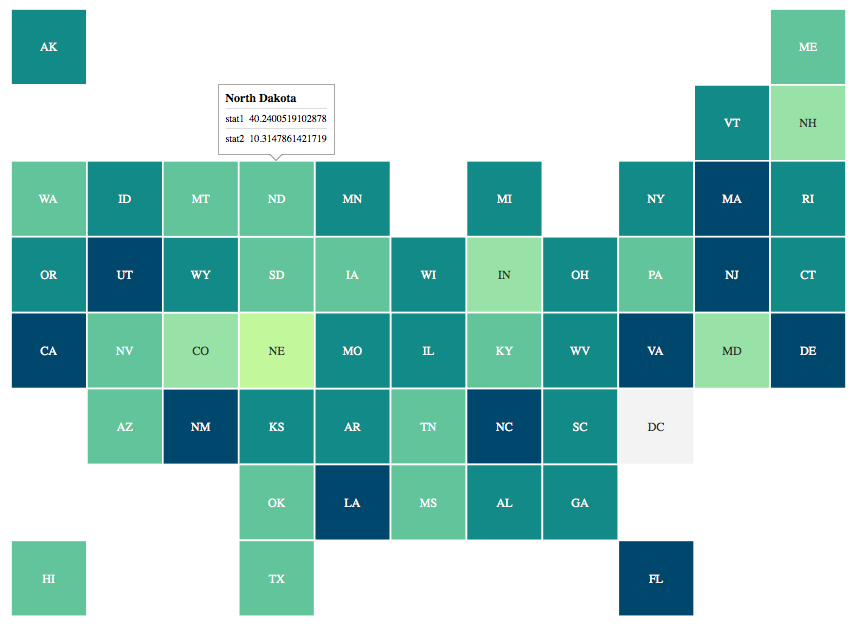 AK
ME
North Dakota
stat1 40.2400519102878
stat2 10.3147861421719
VT NH
WA ID MT ND MN MI NY MA RI
OR UT WY SD IA WI IN OH PA NJ CT
CA NV CO NE MO IL KY WV VA MD DE
AZ NM KS AR TN NC SC DC
OK LA MS AL GA
HI TX FL